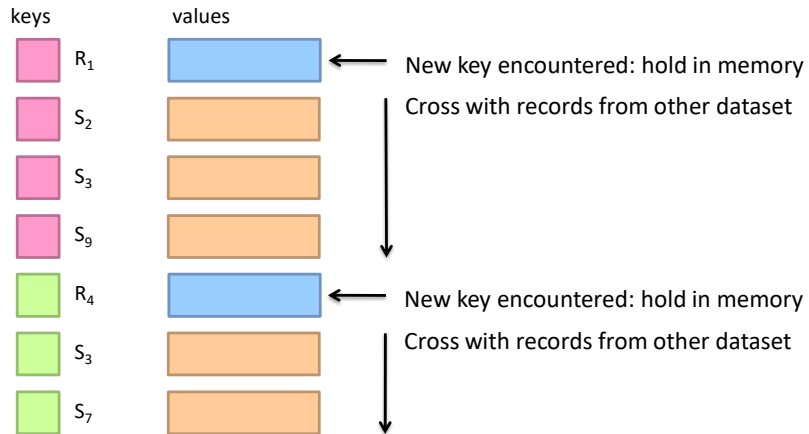 keys values
R₁ New key encountered: hold in memory
S₂ Cross with records from other dataset
S₃
S₉
R₄ New key encountered: hold in memory
S₃ Cross with records from other dataset
S₇